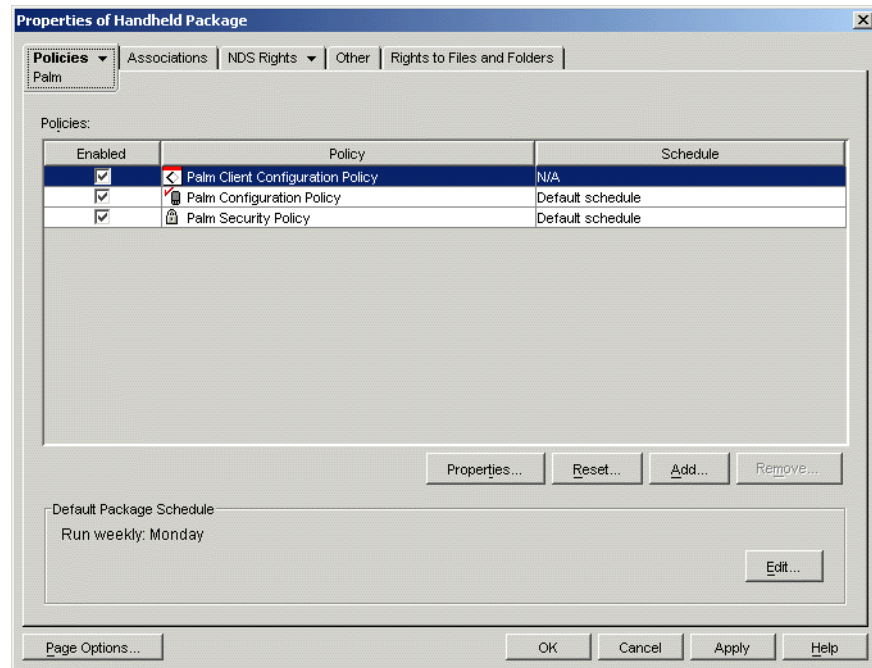 Properties of Handheld Package
Policies Associations NDS Rights Other Rights to Files and Folders
Palm
Policies:
Enabled Policy Schedule
Palm Client Configuration Policy N/A
Palm Configuration Policy Default schedule
Palm Security Policy Default schedule
Properties... Reset... Add... Remove...
Default Package Schedule
Run weekly: Monday
Edit...
Page Options... OK Cancel Apply Help